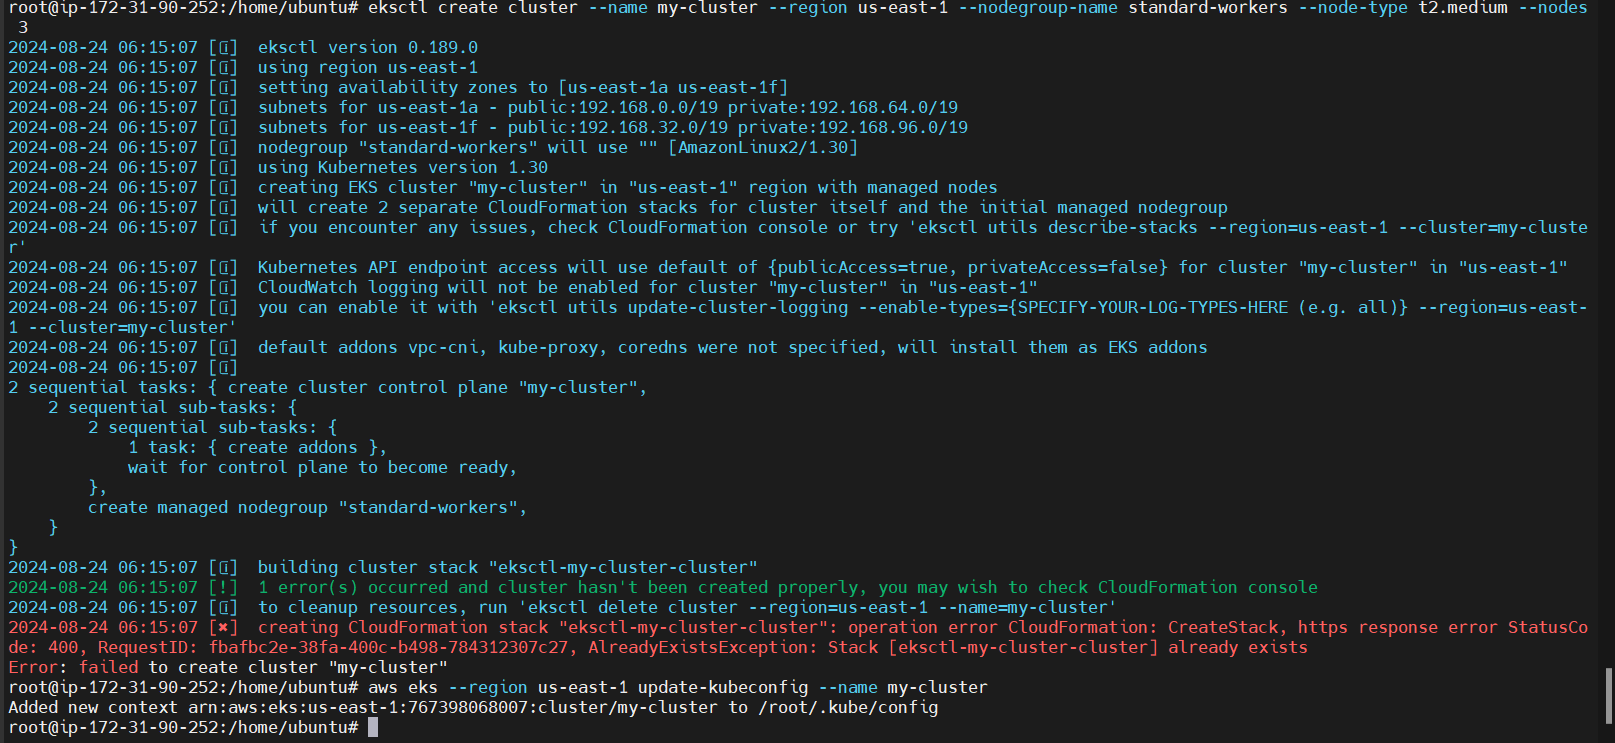 root@ip-172-31-90-252:/home/ubuntu# eksctl create cluster --name my-cluster --region us-east-1 --nodegroup-name standard-workers --node-type t2.medium --nodes
 3
2024-08-24 06:15:07 [ℹ]  eksctl version 0.189.0
2024-08-24 06:15:07 [ℹ]  using region us-east-1
2024-08-24 06:15:07 [ℹ]  setting availability zones to [us-east-1a us-east-1f]
2024-08-24 06:15:07 [ℹ]  subnets for us-east-1a - public:192.168.0.0/19 private:192.168.64.0/19
2024-08-24 06:15:07 [ℹ]  subnets for us-east-1f - public:192.168.32.0/19 private:192.168.96.0/19
2024-08-24 06:15:07 [ℹ]  nodegroup "standard-workers" will use "" [AmazonLinux2/1.30]
2024-08-24 06:15:07 [ℹ]  using Kubernetes version 1.30
2024-08-24 06:15:07 [ℹ]  creating EKS cluster "my-cluster" in "us-east-1" region with managed nodes
2024-08-24 06:15:07 [ℹ]  will create 2 separate CloudFormation stacks for cluster itself and the initial managed nodegroup
2024-08-24 06:15:07 [ℹ]  if you encounter any issues, check CloudFormation console or try 'eksctl utils describe-stacks --region=us-east-1 --cluster=my-cluste
r'
2024-08-24 06:15:07 [ℹ]  Kubernetes API endpoint access will use default of {publicAccess=true, privateAccess=false} for cluster "my-cluster" in "us-east-1"
2024-08-24 06:15:07 [ℹ]  CloudWatch logging will not be enabled for cluster "my-cluster" in "us-east-1"
2024-08-24 06:15:07 [ℹ]  you can enable it with 'eksctl utils update-cluster-logging --enable-types={SPECIFY-YOUR-LOG-TYPES-HERE (e.g. all)} --region=us-east-
1 --cluster=my-cluster'
2024-08-24 06:15:07 [ℹ]  default addons vpc-cni, kube-proxy, coredns were not specified, will install them as EKS addons
2024-08-24 06:15:07 [ℹ]
2 sequential tasks: { create cluster control plane "my-cluster",
    2 sequential sub-tasks: {
        2 sequential sub-tasks: {
            1 task: { create addons },
            wait for control plane to become ready,
        },
        create managed nodegroup "standard-workers",
    }
}
2024-08-24 06:15:07 [ℹ]  building cluster stack "eksctl-my-cluster-cluster"
2024-08-24 06:15:07 [!]  1 error(s) occurred and cluster hasn't been created properly, you may wish to check CloudFormation console
2024-08-24 06:15:07 [ℹ]  to cleanup resources, run 'eksctl delete cluster --region=us-east-1 --name=my-cluster'
2024-08-24 06:15:07 [✖]  creating CloudFormation stack "eksctl-my-cluster-cluster": operation error CloudFormation: CreateStack, https response error StatusCo
de: 400, RequestID: fbafbc2e-38fa-400c-b498-784312307c27, AlreadyExistsException: Stack [eksctl-my-cluster-cluster] already exists
Error: failed to create cluster "my-cluster"
root@ip-172-31-90-252:/home/ubuntu# aws eks --region us-east-1 update-kubeconfig --name my-cluster
Added new context arn:aws:eks:us-east-1:767398068007:cluster/my-cluster to /root/.kube/config
root@ip-172-31-90-252:/home/ubuntu#